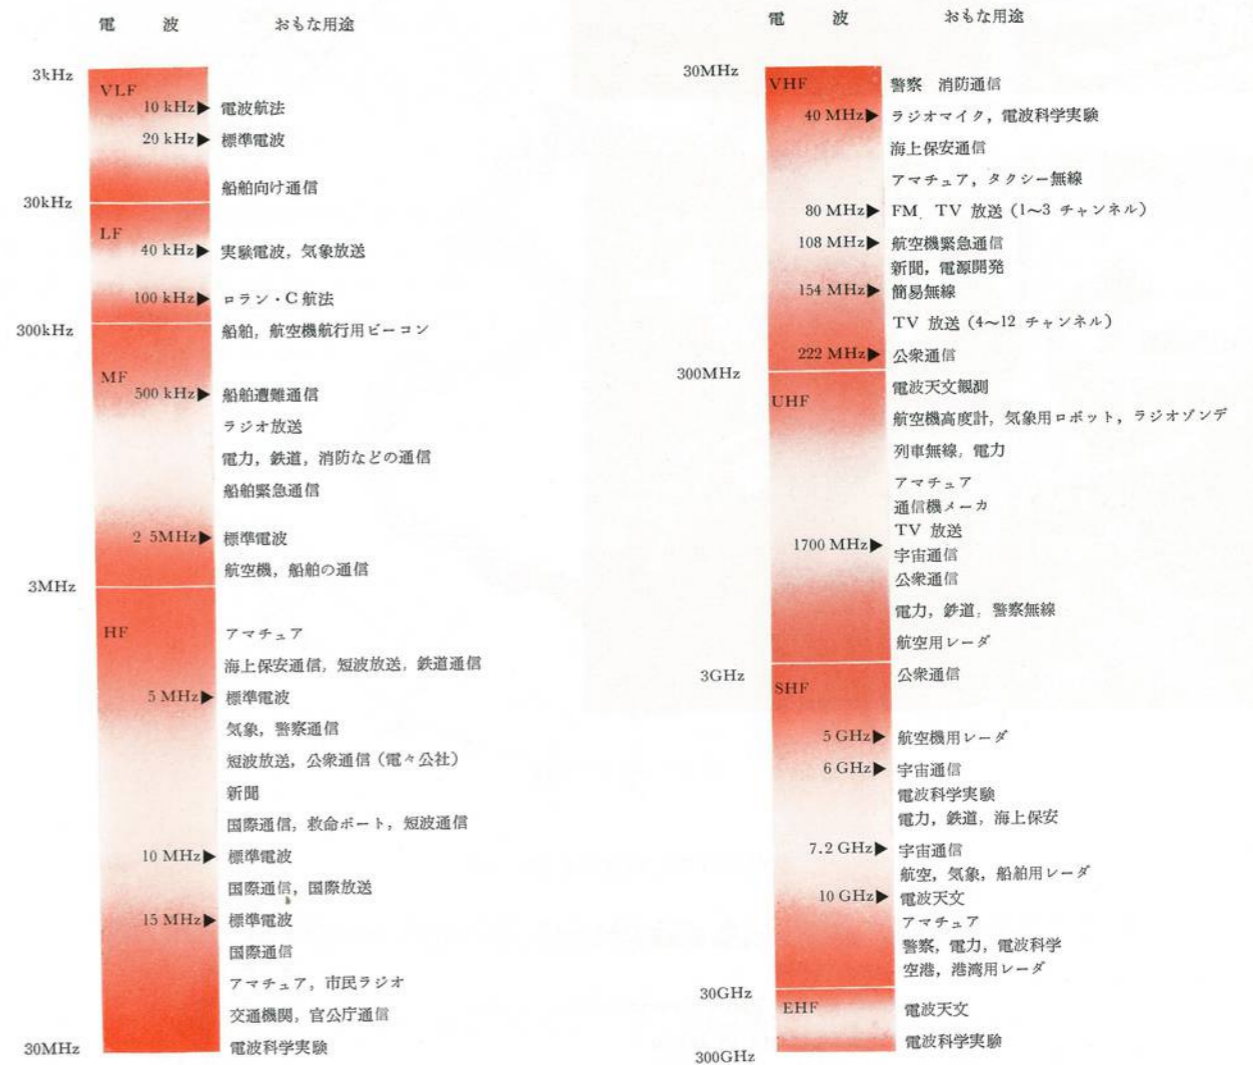 電 波 おもな用途
3kHz
VLF
10 kHz▶ 電波航法
20 kHz▶ 標準電波
船舶向け通信
30kHz
LF
40 kHz▶ 実験電波, 気象放送
100 kHz▶ ロラン・C 航法
300kHz 船舶, 航空機航行用ビーコン
MF
500 kHz▶ 船舶遭難通信
ラジオ放送
電力, 鉄道, 消防などの通信
船舶緊急通信
2 5MHz▶ 標準電波
航空機, 船舶の通信
3MHz
HF アマチュア
海上保安通信, 短波放送, 鉄道通信
5 MHz▶ 標準電波
気象, 警察通信
短波放送, 公衆通信（電々公社）
新聞
国際通信, 救命ボート, 短波通信
10 MHz▶ 標準電波
国際通信, 国際放送
15 MHz▶ 標準電波
国際通信
アマチュア, 市民ラジオ
交通機関, 官公庁通信
30MHz 電波科学実験
電 波 おもな用途
30MHz
VHF 警察 消防通信
40 MHz▶ ラジオマイク, 電波科学実験
海上保安通信
アマチュア, タクシー無線
80 MHz▶ FM. TV 放送（1〜3 チャンネル）
108 MHz▶ 航空機緊急通信
新聞, 電源開発
154 MHz▶ 簡易無線
TV 放送（4〜12 チャンネル）
222 MHz▶ 公衆通信
300MHz
電波天文観測
UHF
航空機高度計, 気象用ロボット, ラジオゾンデ
列車無線, 電力
アマチュア
通信機メーカ
TV 放送
1700 MHz▶ 宇宙通信
公衆通信
電力, 鉄道, 警察無線
航空用レーダ
3GHz 公衆通信
SHF
5 GHz▶ 航空機用レーダ
6 GHz▶ 宇宙通信
電波科学実験
電力, 鉄道, 海上保安
7.2 GHz▶ 宇宙通信
航空, 気象, 船舶用レーダ
10 GHz▶ 電波天文
アマチュア
警察, 電力, 電波科学
空港, 港湾用レーダ
30GHz
EHF 電波天文
電波科学実験
300GHz